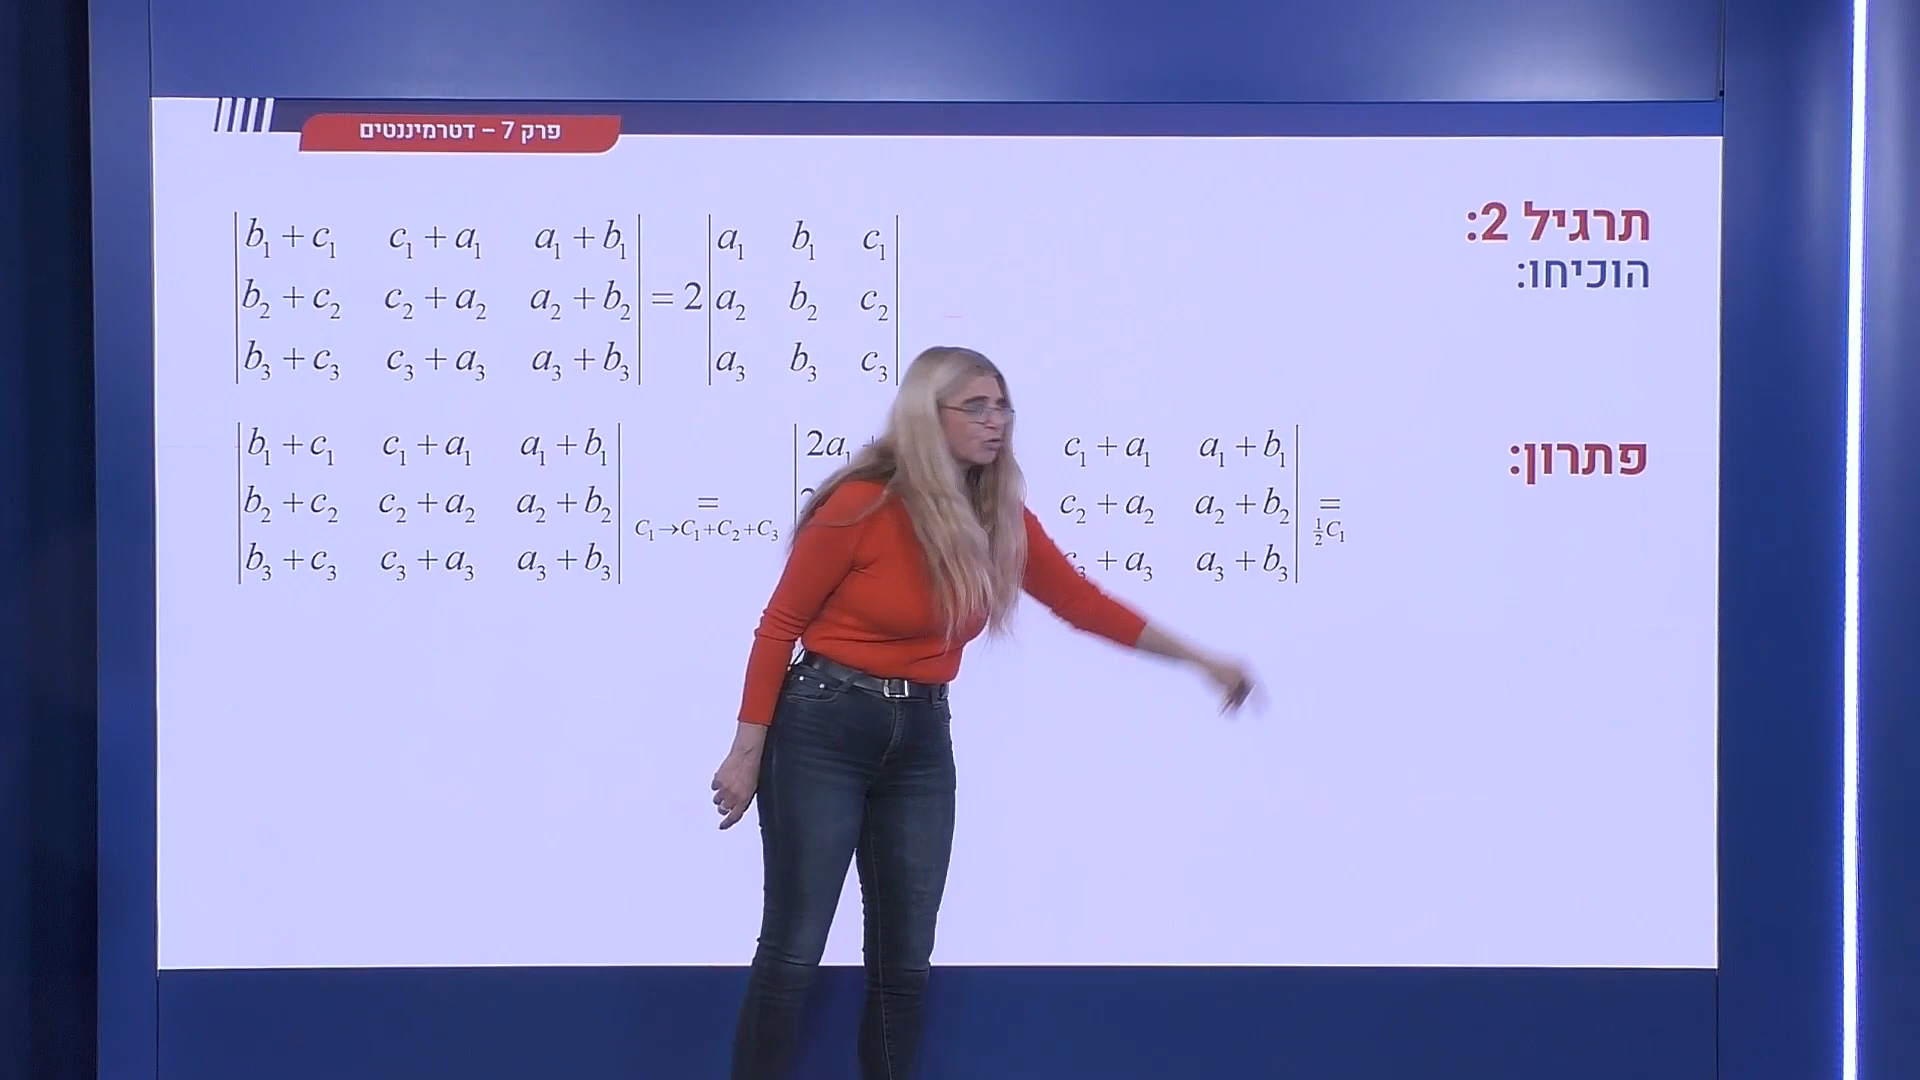 פרק 7 – דטרמיננטים
תרגיל 2:
הוכיחו:
b₁ + c₁ c₁ + a₁ a₁ + b₁ a₁ b₁ c₁
b₂ + c₂ c₂ + a₂ a₂ + b₂ = 2 a₂ b₂ c₂
b₃ + c₃ c₃ + a₃ a₃ + b₃ a₃ b₃ c₃
פתרון:
b₁ + c₁ c₁ + a₁ a₁ + b₁ 2a₁ c₁ + a₁ a₁ + b₁
b₂ + c₂ c₂ + a₂ a₂ + b₂ = c₂ + a₂ a₂ + b₂ =
C₁→C₁+C₂+C₃ ½C₁
b₃ + c₃ c₃ + a₃ a₃ + b₃ + a₃ a₃ + b₃